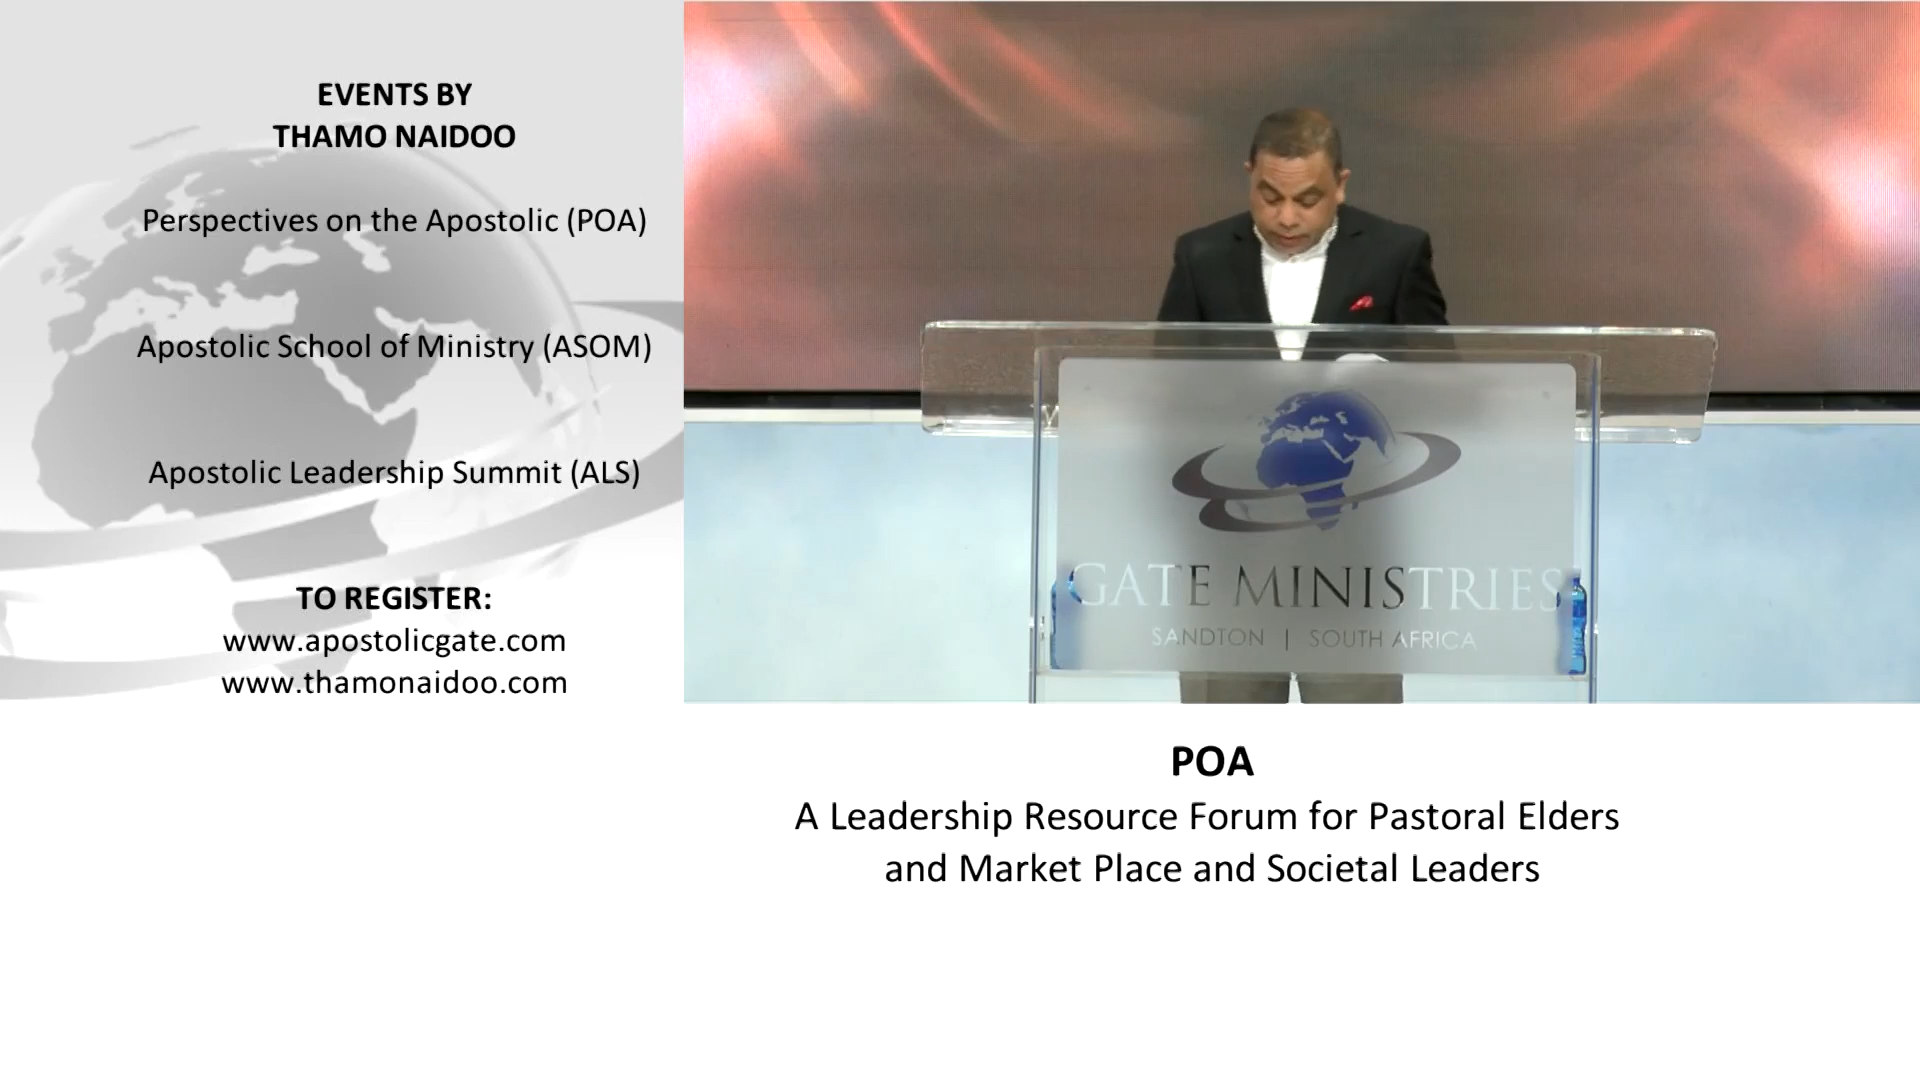 EVENTS BY
THAMO NAIDOO
Perspectives on the Apostolic (POA)
Apostolic School of Ministry (ASOM)
Apostolic Leadership Summit (ALS)
TO REGISTER:
www.apostolicgate.com
www.thamonaidoo.com
GATE MINISTRIES
SANDTON | SOUTH AFRICA
POA
A Leadership Resource Forum for Pastoral Elders
and Market Place and Societal Leaders